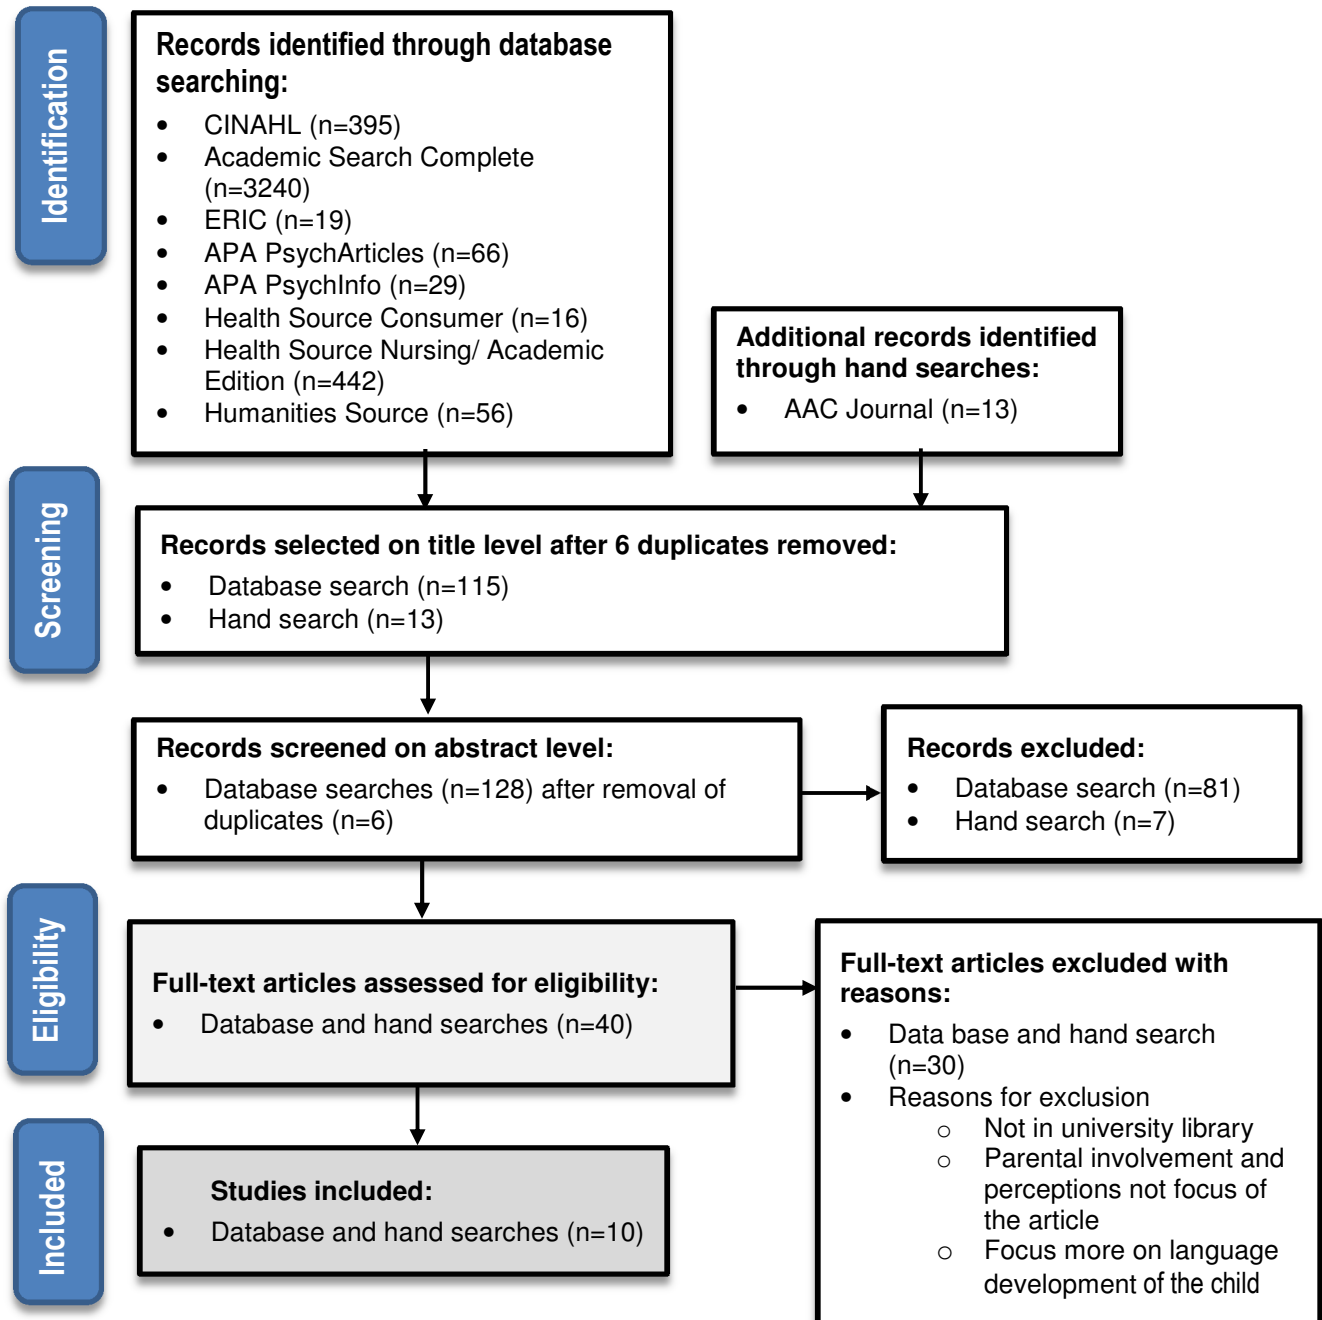 Identification
Records identified through database
searching:
• CINAHL (n=395)
• Academic Search Complete
(n=3240)
• ERIC (n=19)
• APA PsychArticles (n=66)
• APA PsychInfo (n=29)
• Health Source Consumer (n=16)
• Health Source Nursing/ Academic
Edition (n=442)
• Humanities Source (n=56)
Additional records identified
through hand searches:
• AAC Journal (n=13)
Screening
Records selected on title level after 6 duplicates removed:
• Database search (n=115)
• Hand search (n=13)
Records screened on abstract level:
• Database searches (n=128) after removal of
duplicates (n=6)
Records excluded:
• Database search (n=81)
• Hand search (n=7)
Eligibility
Full-text articles assessed for eligibility:
• Database and hand searches (n=40)
Full-text articles excluded with
reasons:
• Data base and hand search
(n=30)
• Reasons for exclusion
o Not in university library
o Parental involvement and
perceptions not focus of
the article
o Focus more on language
development of the child
Included
Studies included:
• Database and hand searches (n=10)